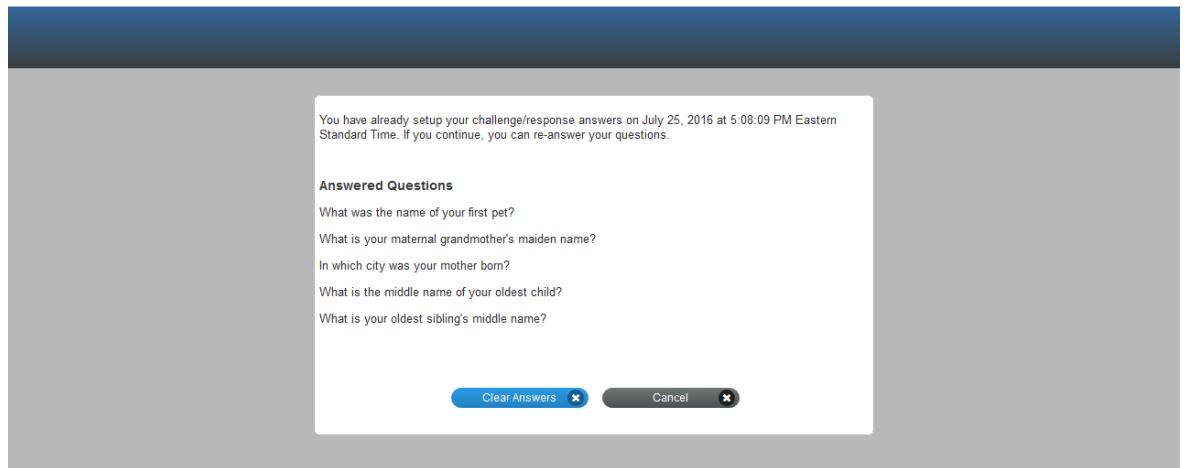 You have already setup your challenge/response answers on July 25, 2016 at 5:08:09 PM Eastern
Standard Time. If you continue, you can re-answer your questions.
Answered Questions
What was the name of your first pet?
What is your maternal grandmother's maiden name?
In which city was your mother born?
What is the middle name of your oldest child?
What is your oldest sibling's middle name?
Clear Answers
Cancel